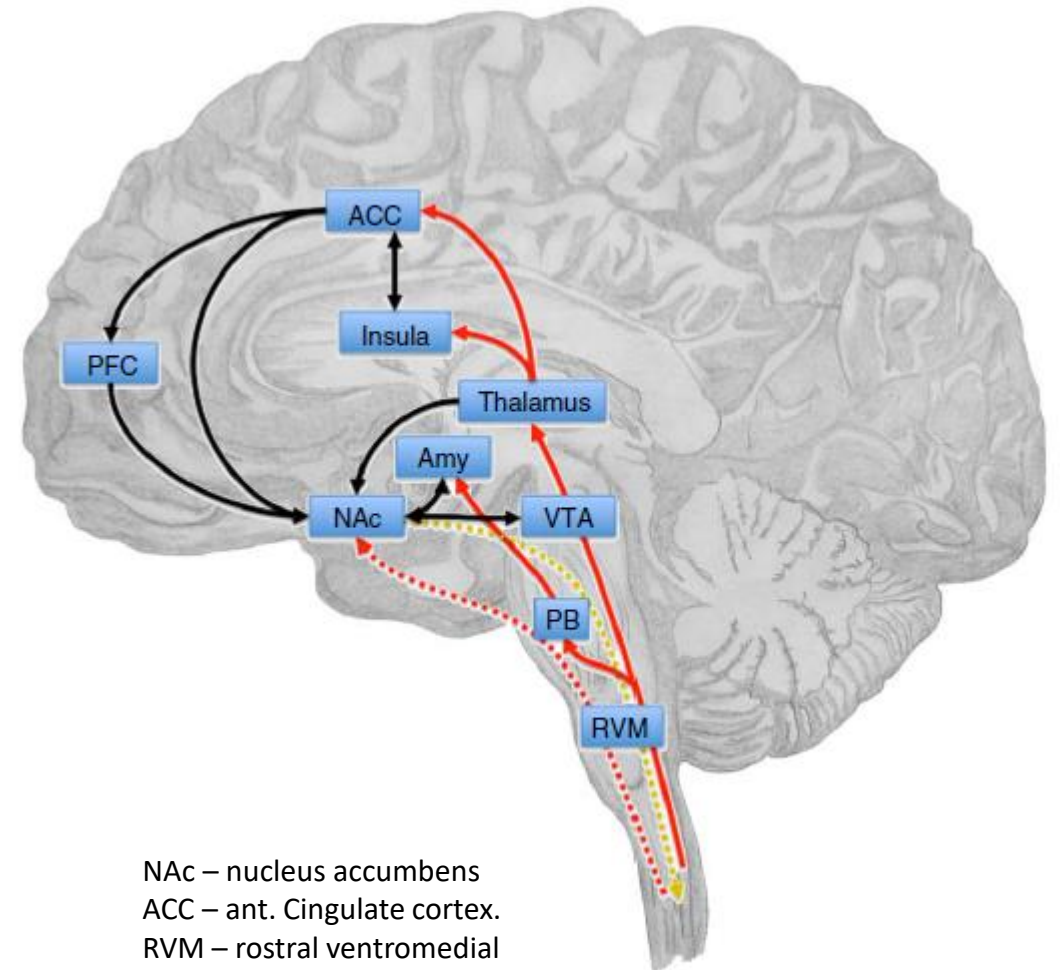 ACC
Insula
PFC
Thalamus
Amy
NAc
VTA
PB
RVM
NAc – nucleus accumbens
ACC – ant. Cingulate cortex.
RVM – rostral ventromedial